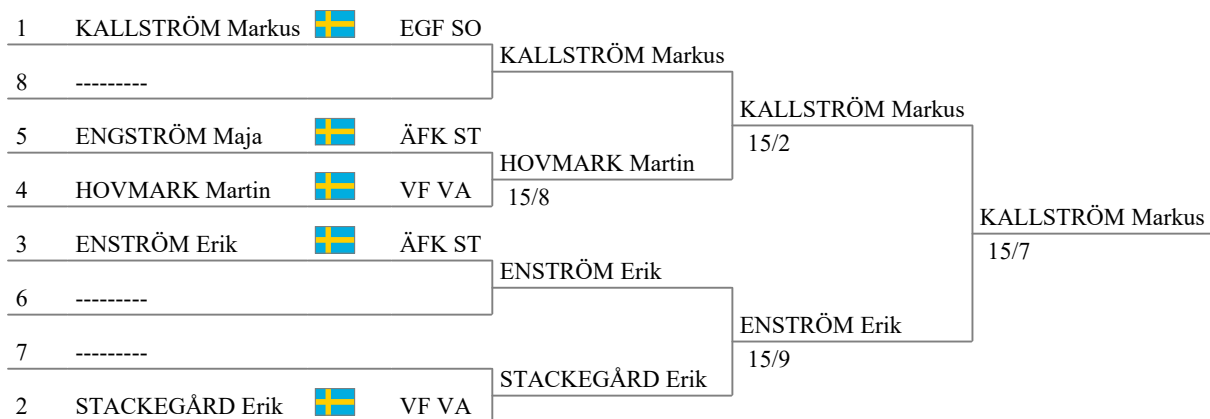 1 KALLSTRÖM Markus EGF SO
8 ---------
5 ENGSTRÖM Maja ÄFK ST
4 HOVMARK Martin VF VA
3 ENSTRÖM Erik ÄFK ST
6 ---------
7 ---------
2 STACKEGÅRD Erik VF VA
KALLSTRÖM Markus
HOVMARK Martin
15/8
ENSTRÖM Erik
STACKEGÅRD Erik
KALLSTRÖM Markus
15/2
ENSTRÖM Erik
15/9
KALLSTRÖM Markus
15/7